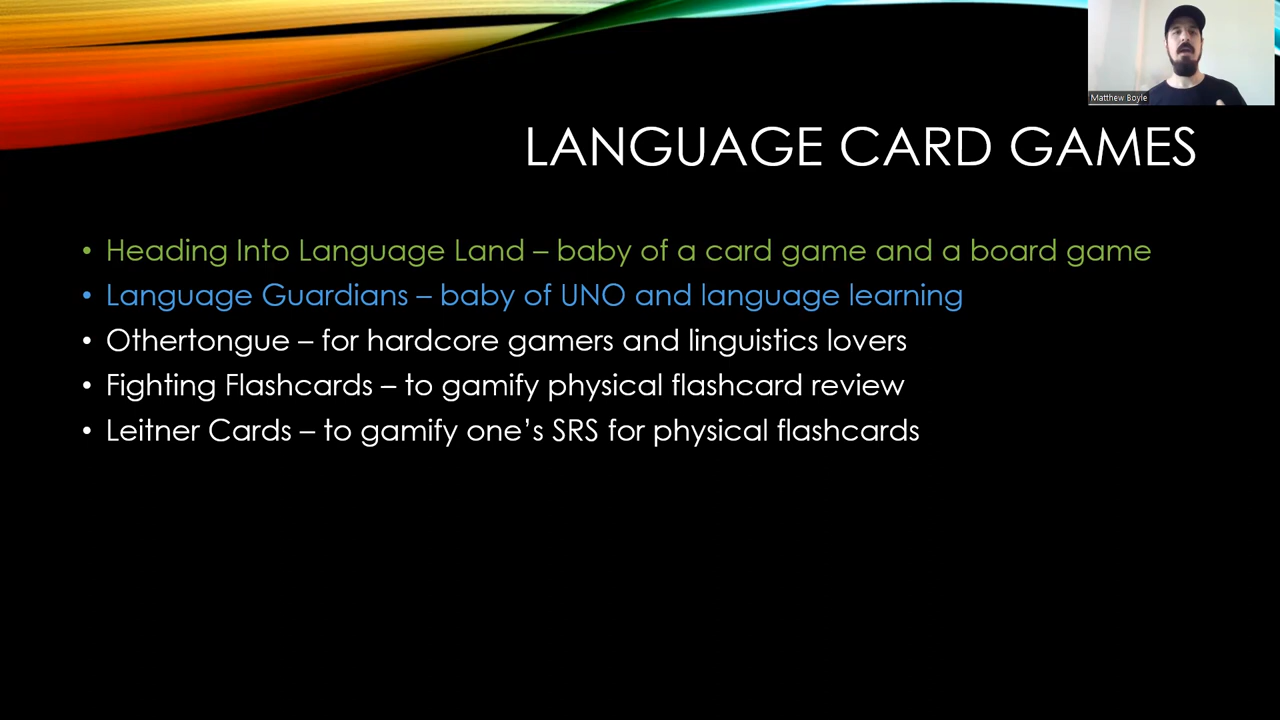 Matthew Boyle
LANGUAGE CARD GAMES
• Heading Into Language Land – baby of a card game and a board game
• Language Guardians – baby of UNO and language learning
• Othertongue – for hardcore gamers and linguistics lovers
• Fighting Flashcards – to gamify physical flashcard review
• Leitner Cards – to gamify one’s SRS for physical flashcards